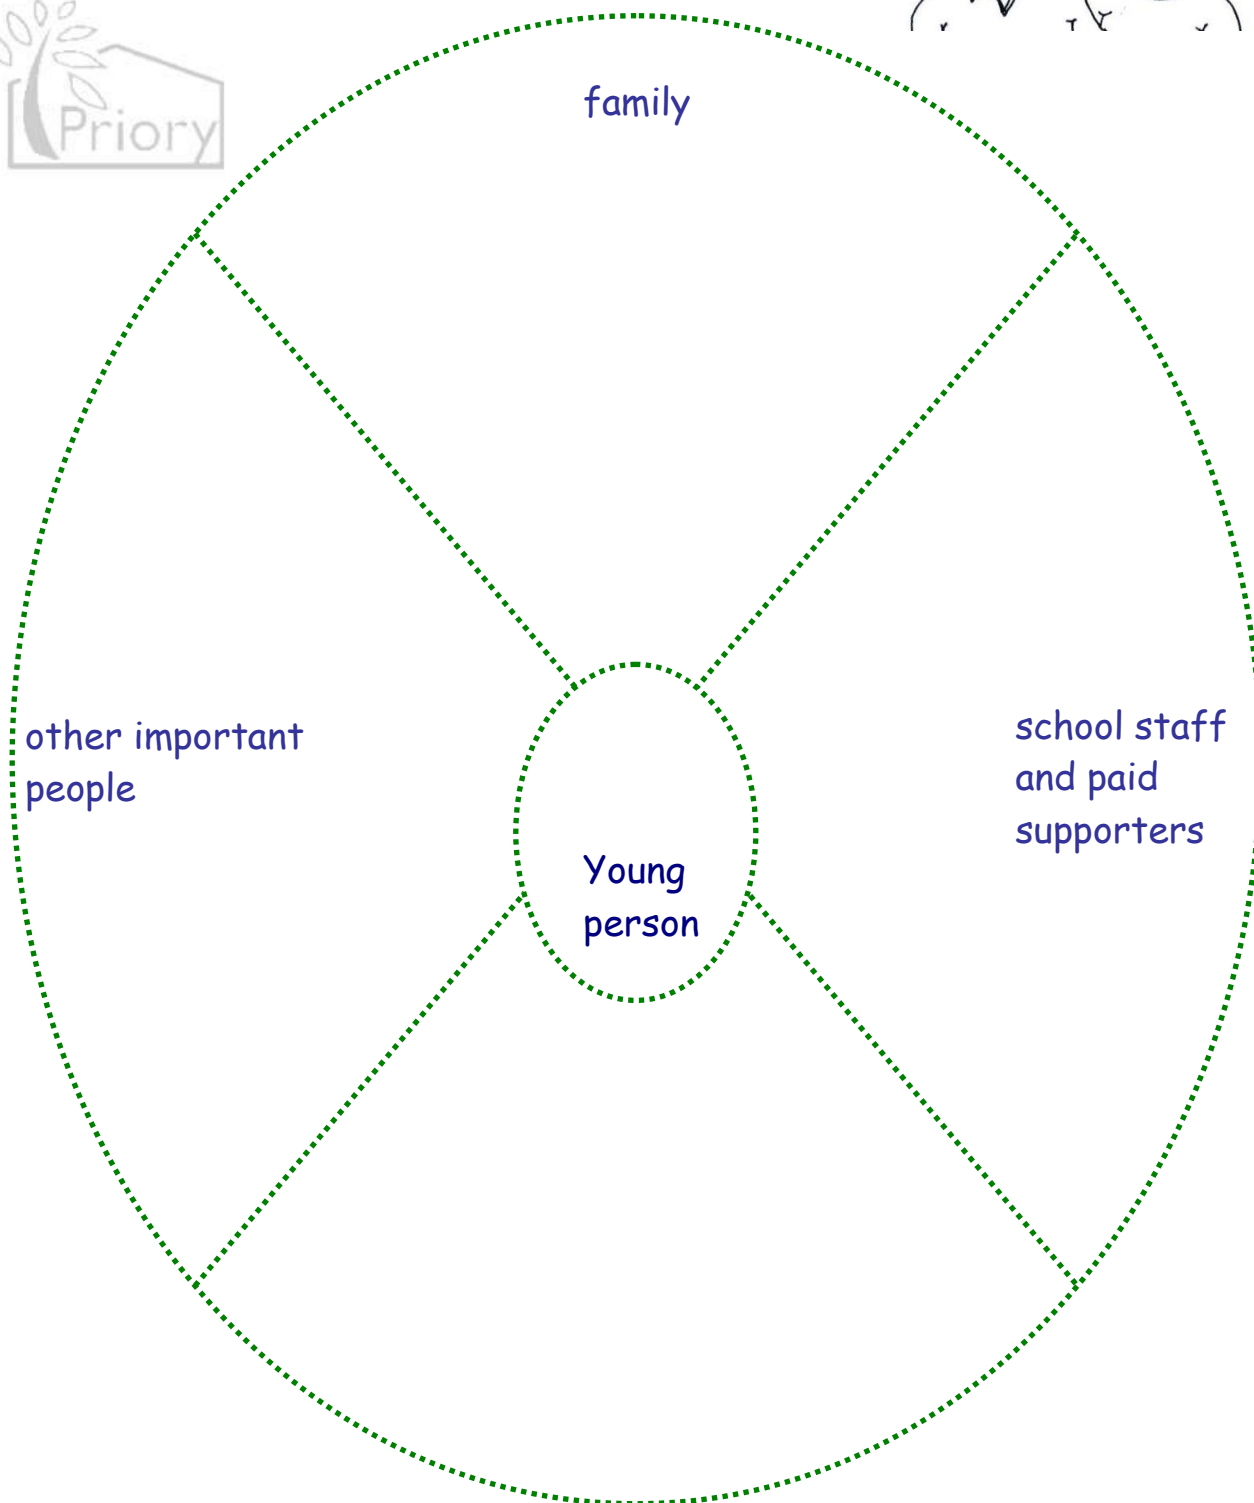 Priory
family
other important
people
school staff
and paid
supporters
Young
person